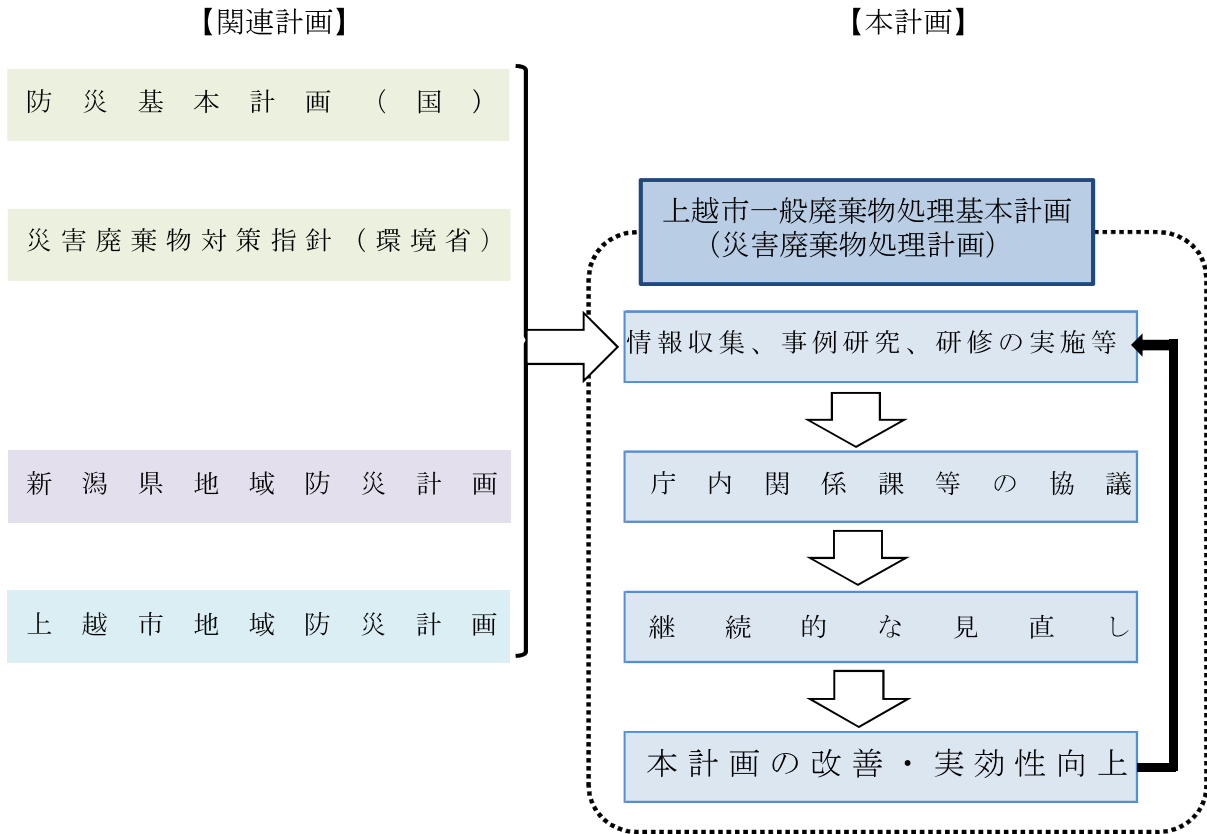 【関連計画】
防災基本計画（国）
災害廃棄物対策指針（環境省）
新潟県地域防災計画
上越市地域防災計画
【本計画】
上越市一般廃棄物処理基本計画
（災害廃棄物処理計画）
情報収集、事例研究、研修の実施等
庁内関係課等の協議
継続的な見直し
本計画の改善・実効性向上